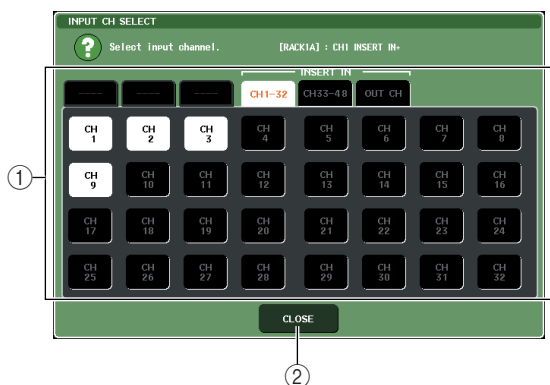 INPUT CH SELECT
? Select input channel. [RACK1A] : CH1 INSERT IN→
INSERT IN
---- ---- ---- CH1-32 CH33-48 OUT CH
CH 1 CH 2 CH 3 CH 4 CH 5 CH 6 CH 7 CH 8
CH 9 CH 10 CH 11 CH 12 CH 13 CH 14 CH 15 CH 16
CH 17 CH 18 CH 19 CH 20 CH 21 CH 22 CH 23 CH 24
CH 25 CH 26 CH 27 CH 28 CH 29 CH 30 CH 31 CH 32
CLOSE
1
2